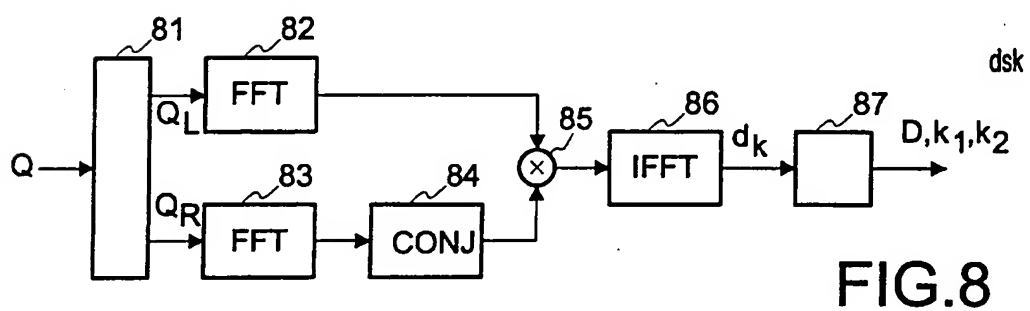 81
82
86
87
dsk
FFT
Q_L
85
IFFT
d_k
D,k_1,k_2
Q
×
83
84
Q_R
FFT
CONJ
FIG.8